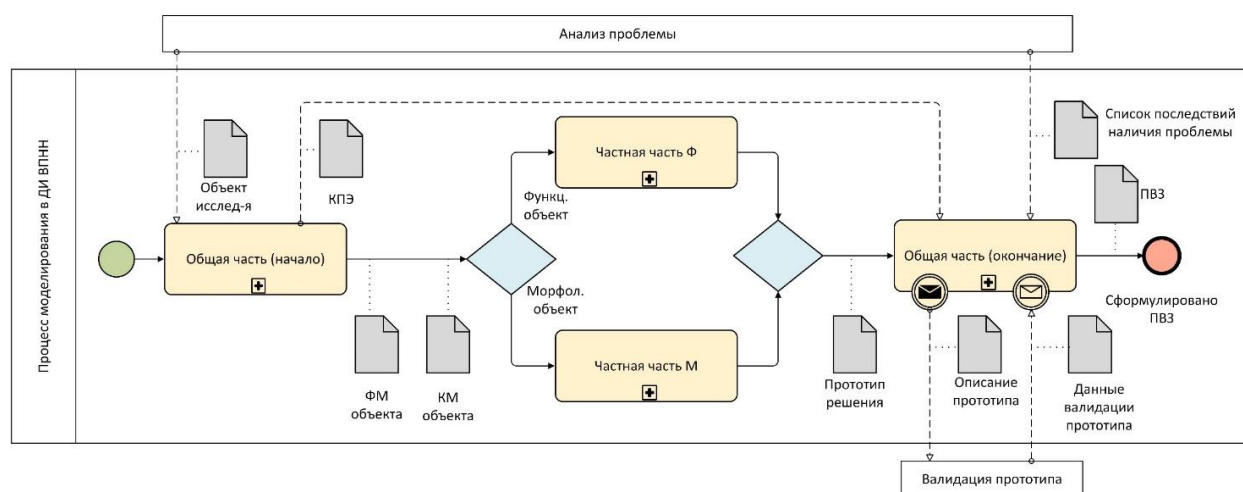 Анализ проблемы
Процесс моделирования в ДИ ВПНН
Объект
исслед-я
КПЭ
Частная часть Ф
Список последствий
наличия проблемы
ПВЗ
Функц.
объект
Общая часть (начало)
Общая часть (окончание)
Морфол.
объект
Сформулировано
ПВЗ
Частная часть М
ФМ
объекта
КМ
объекта
Прототип
решения
Описание
прототипа
Данные
валидации
прототипа
Валидация прототипа